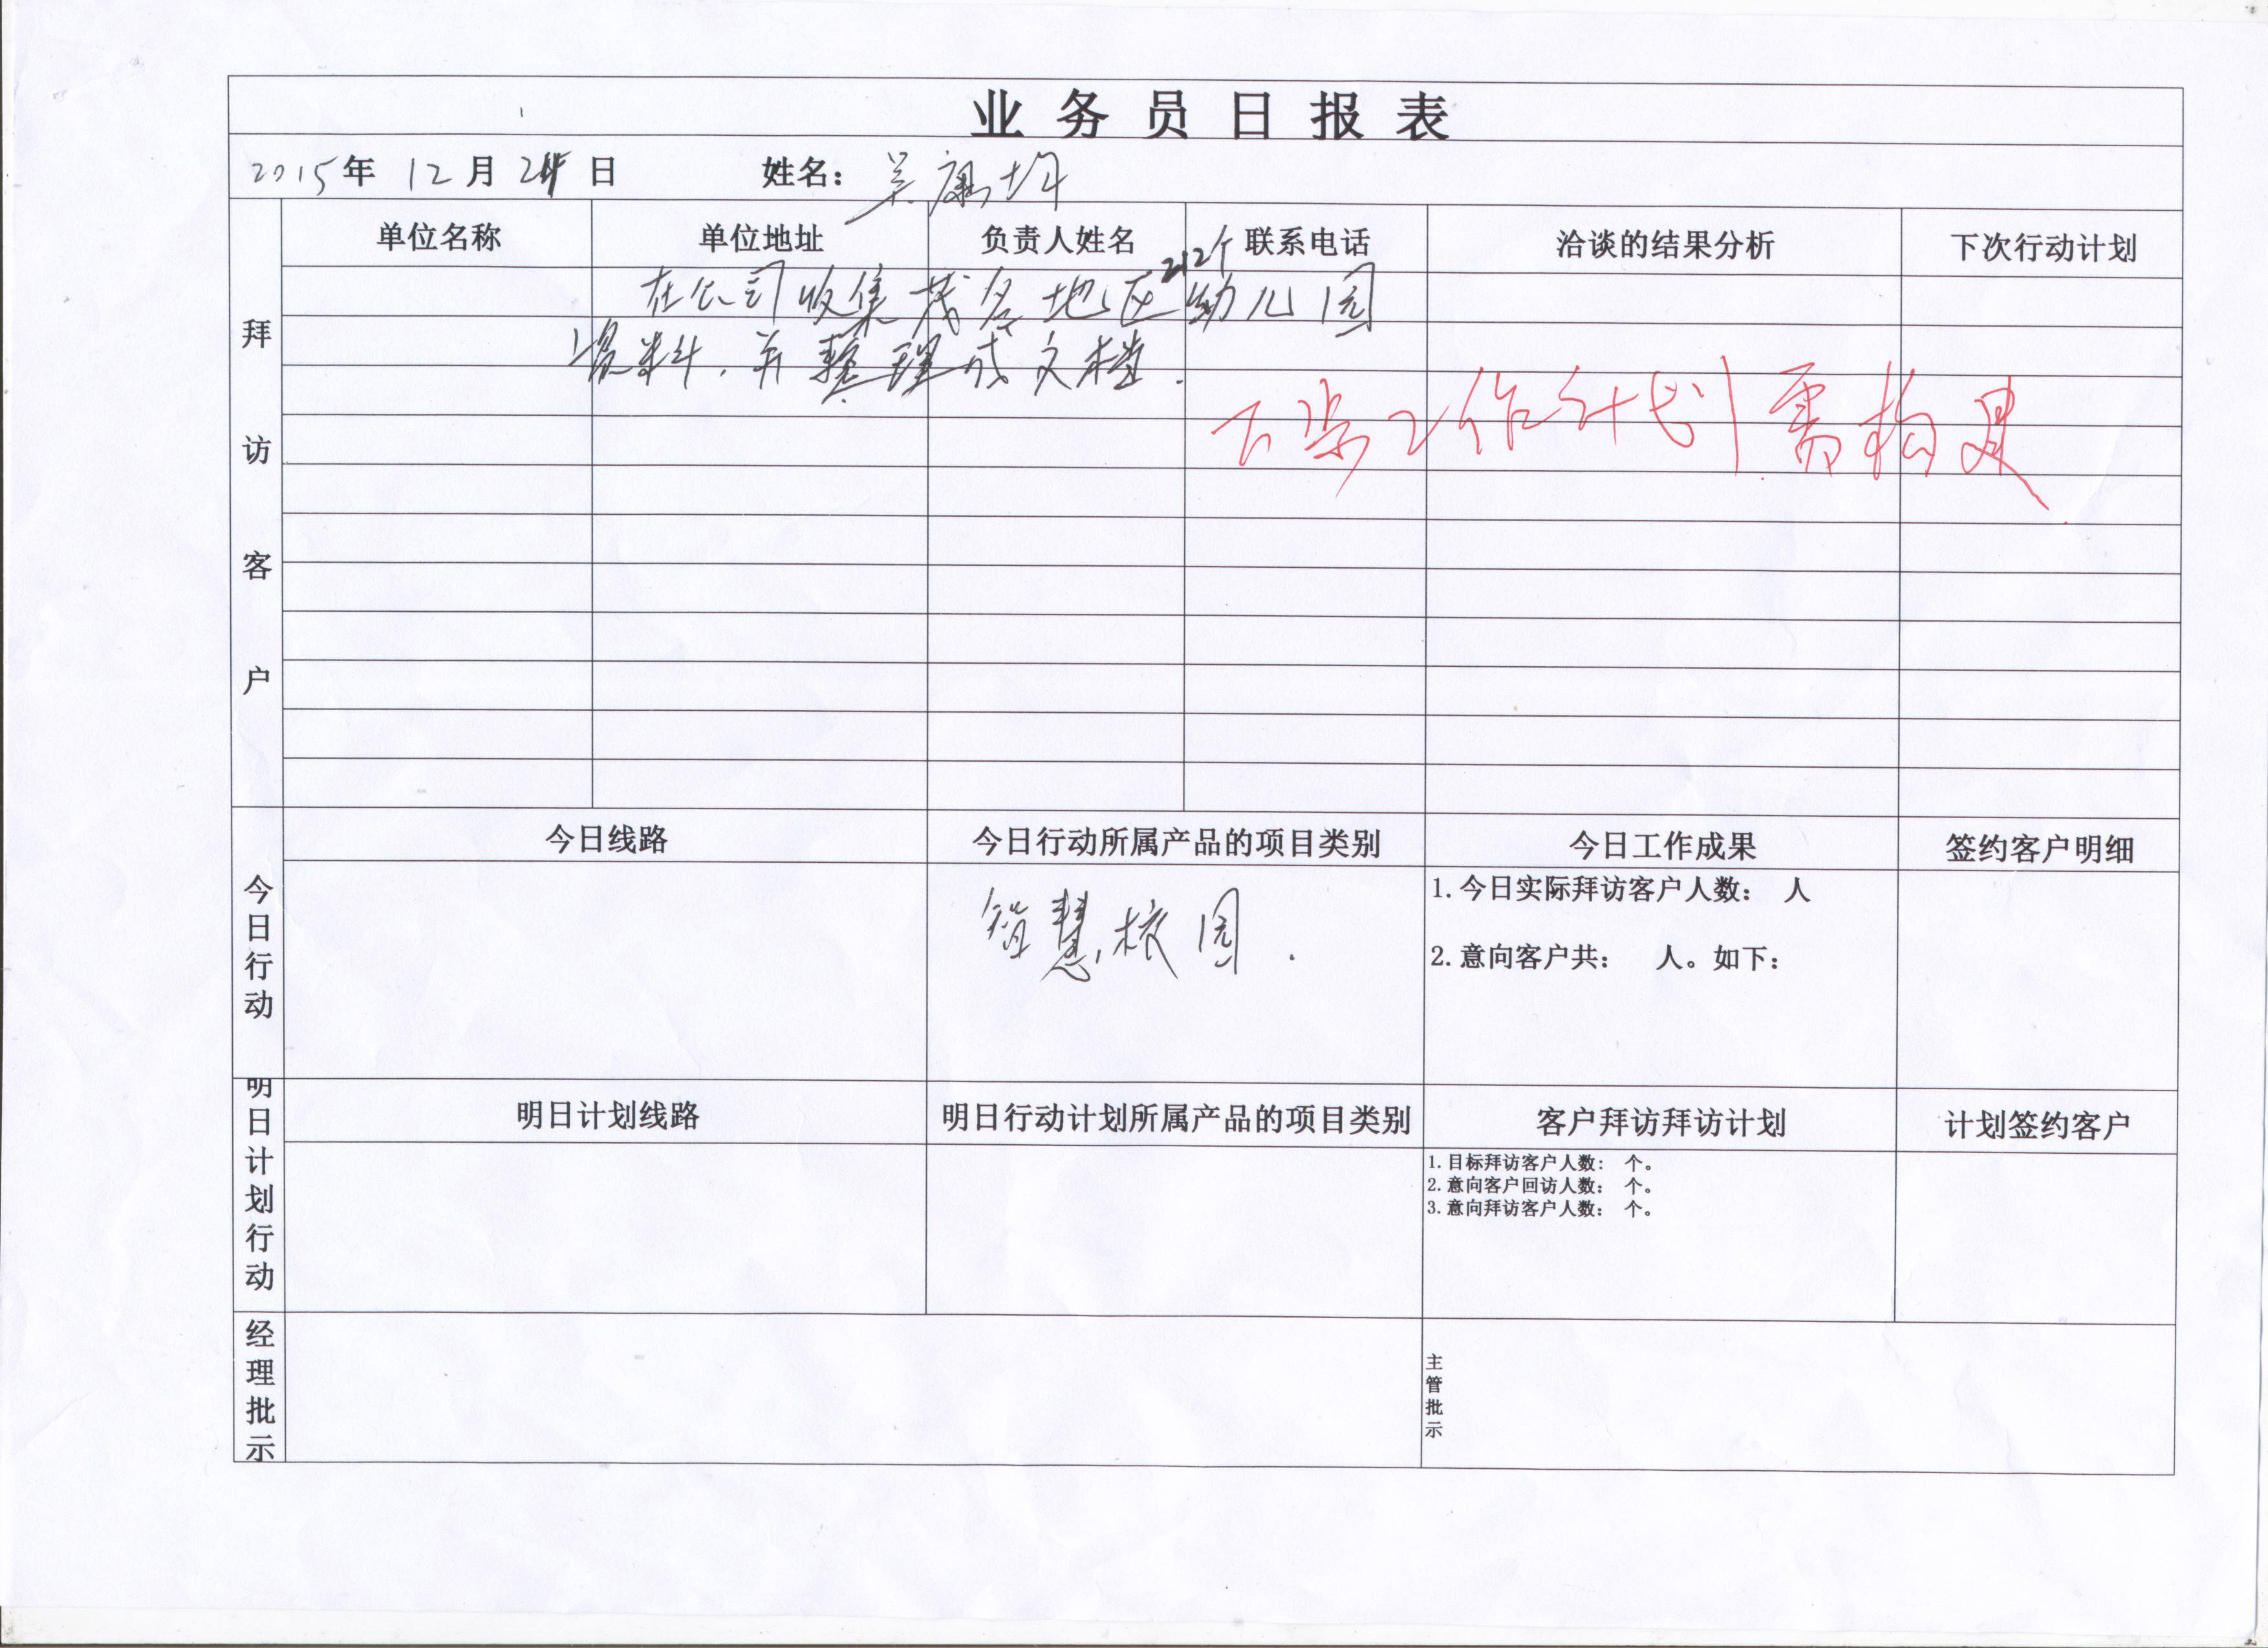 业务员日报表
2015年 12月 24日 姓名：吴康均
单位名称 单位地址 负责人姓名 联系电话 洽谈的结果分析 下次行动计划
拜访客户
在公司收集茂名地区212个幼儿园
资料，并整理成文档.
下步工作计划需构建
今日行动
今日线路 今日行动所属产品的项目类别 今日工作成果 签约客户明细
智慧校园.
1.今日实际拜访客户人数： 人
2.意向客户共： 人。如下：
明日计划行动
明日计划线路 明日行动计划所属产品的项目类别 客户拜访拜访计划 计划签约客户
1.目标拜访客户人数： 个。
2.意向客户回访人数： 个。
3.意向拜访客户人数： 个。
经理批示
主管批示